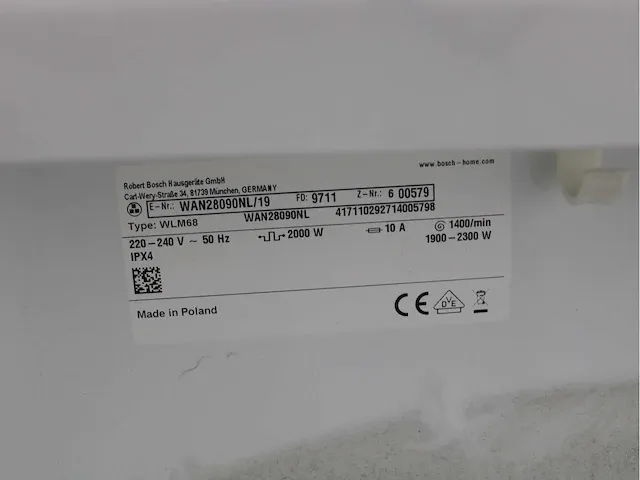 www.bosch-home.com
Robert Bosch Hausgeräte GmbH
Carl-Wery-Straße 34, 81739 München, GERMANY
E-Nr.: WAN28090NL/19 FD: 9711 Z-Nr.: 6 00579
Type: WLM68 WAN28090NL 417110292714005798
220-240 V ~ 50 Hz 2000 W 10 A 1400/min
IPX4 1900-2300 W
Made in Poland CE DVE